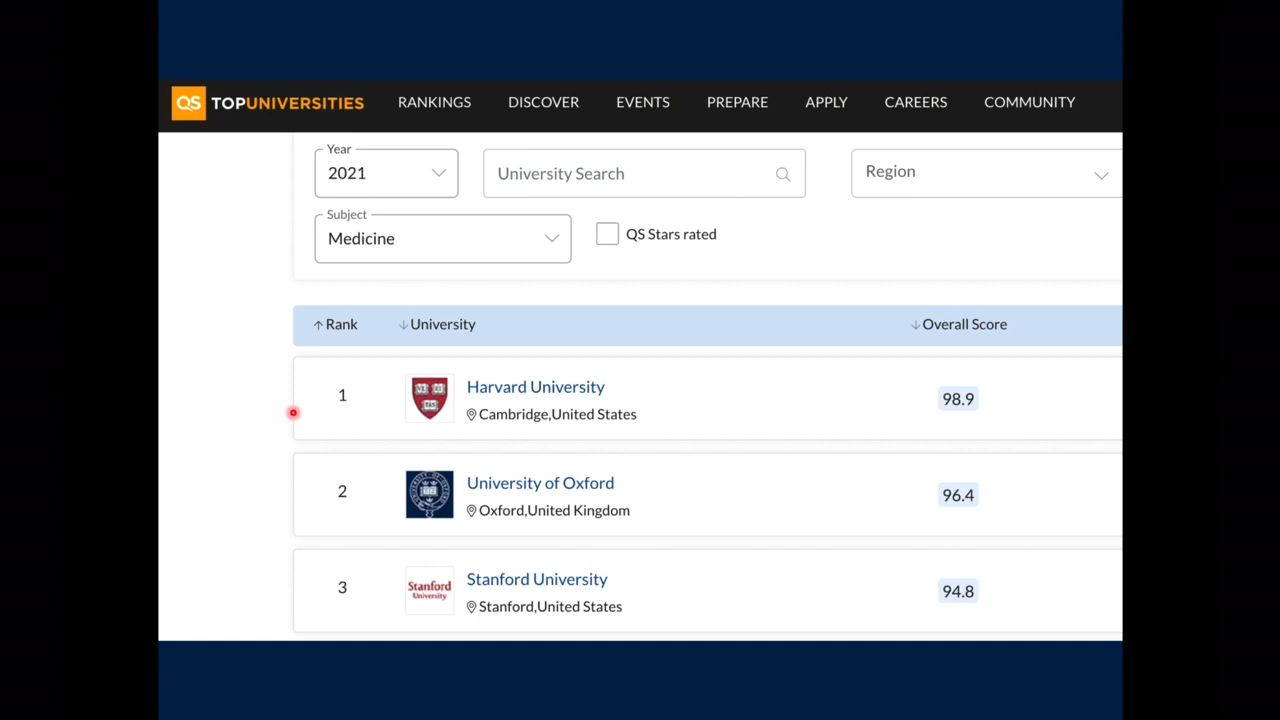 QS TOPUNIVERSITIES RANKINGS DISCOVER EVENTS PREPARE APPLY CAREERS COMMUNITY
Year
2021 University Search Region
Subject
Medicine QS Stars rated
Rank University Overall Score
1 Harvard University 98.9
Cambridge,United States
2 University of Oxford 96.4
Oxford,United Kingdom
3 Stanford University 94.8
Stanford University
Stanford,United States